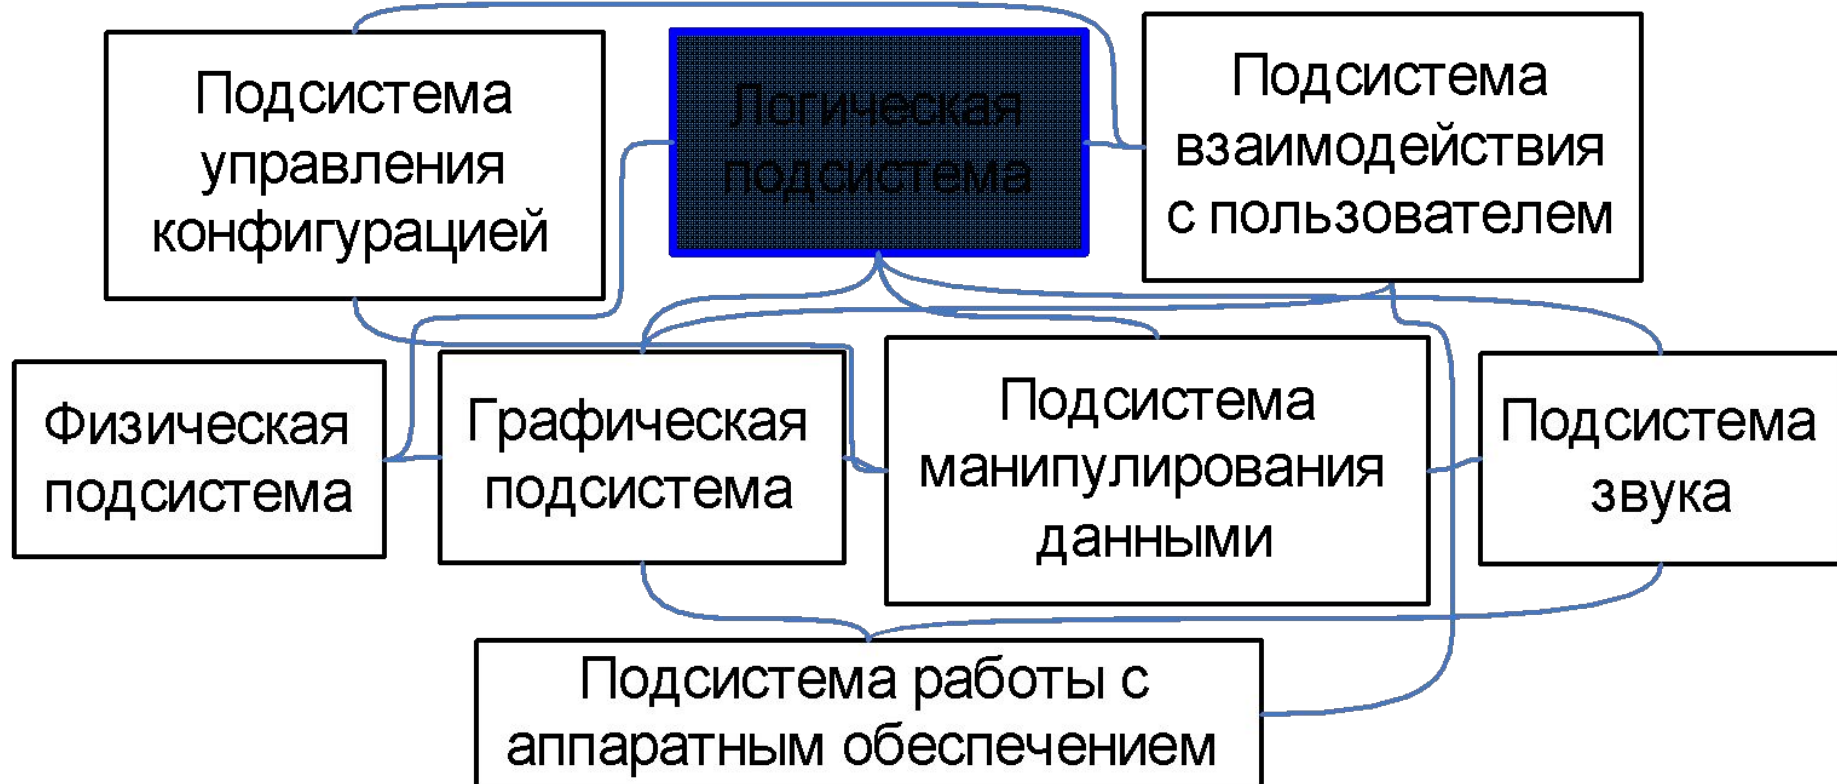 Подсистема
управления
конфигурацией
Логическая
подсистема
Подсистема
взаимодействия
с пользователем
Физическая
подсистема
Графическая
подсистема
Подсистема
манипулирования
данными
Подсистема
звука
Подсистема работы с
аппаратным обеспечением